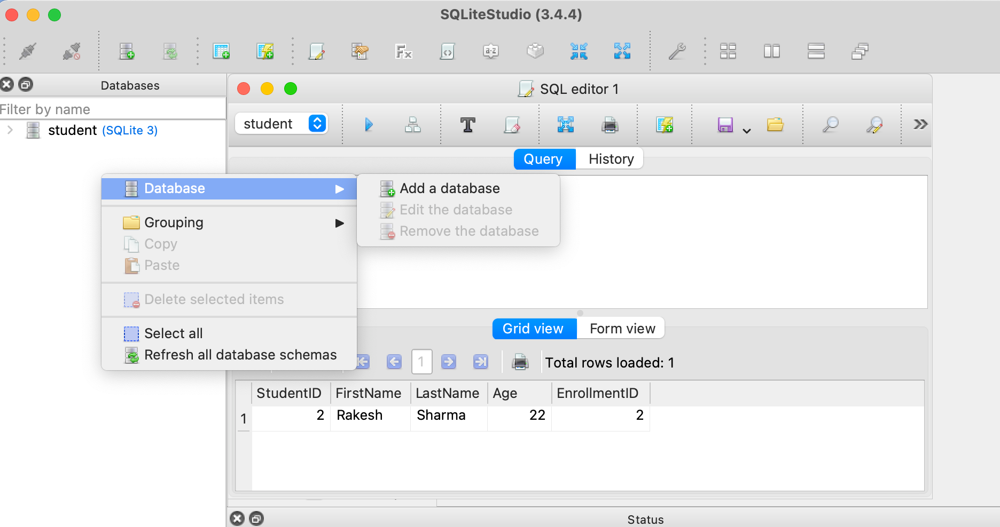 SQLiteStudio (3.4.4)
Databases
Filter by name
student (SQLite 3)
SQL editor 1
student
Query History
Database
Grouping
Copy
Paste
Delete selected items
Select all
Refresh all database schemas
Add a database
Edit the database
Remove the database
Grid view Form view
1
Total rows loaded: 1
StudentID FirstName LastName Age EnrollmentID
1 2 Rakesh Sharma 22 2
Status